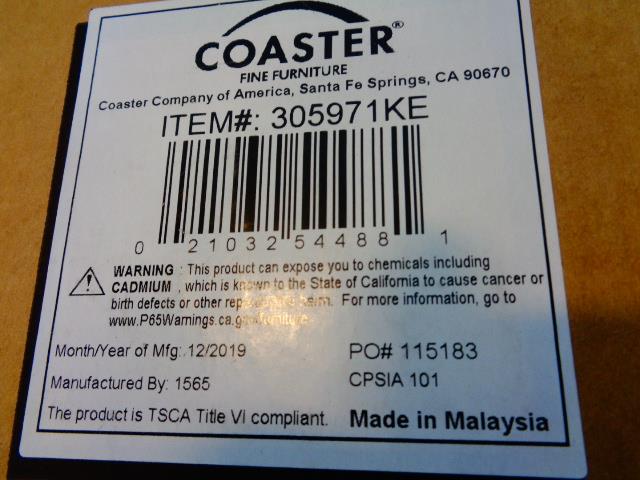 COASTER®
FINE FURNITURE
Coaster Company of America, Santa Fe Springs, CA 90670
ITEM#: 305971KE
0 21032 54488 1
WARNING : This product can expose you to chemicals including
CADMIUM , which is known to the State of California to cause cancer or
birth defects or other harm. For more information, go to
www.P65Warnings.ca.gov/furniture
Month/Year of Mfg: 12/2019 PO# 115183
Manufactured By: 1565 CPSIA 101
The product is TSCA Title VI compliant. Made in Malaysia